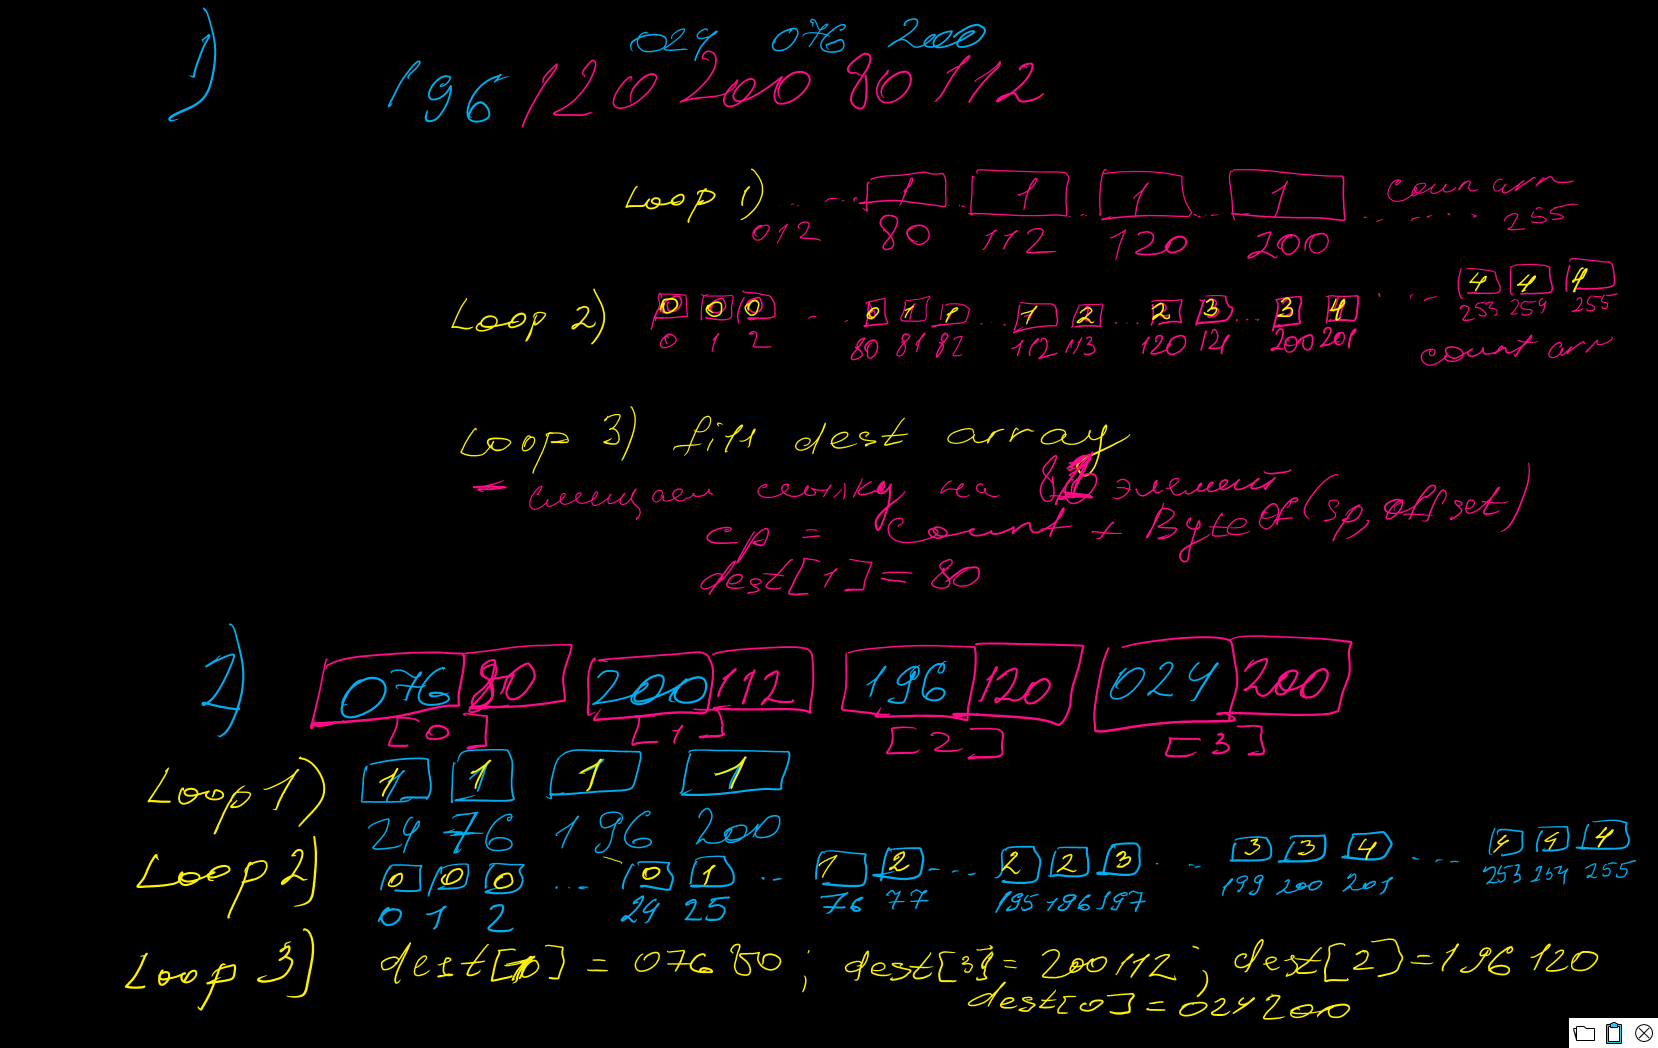 1)
024 076 200
196 120 200 80 112
Loop 1) .. --.. 1 .. 1 .. 1 ... 1 ...... coun arr
0 1 2 80 112 120 200 255
Loop 2) 0 0 0 - .. 0 1 1 ... 1 2 ... 2 3 ... 3 4 . .. - 4 4 4
0 1 2 80 81 82 112 113 120 121 200 201 253 254 255
count arr
Loop 3) fill dest array
- смещаем ссылку на элемент
cp = Count + ByteOf(sp, offset)
dest[1] = 80
2) 076 80 200 112 196 120 024 200
[0] [1] [2] [3]
Loop 1) 1 1 1 1
24 76 196 200
Loop 2) 0 0 0 ... 0 1 .. 1 2 -... 2 2 3 . .. 3 3 4 .... 4 4 4
0 1 2 24 25 76 77 195 196 197 199 200 201 253 254 255
Loop 3) dest[ ] = 076 80 ; dest[ ] = 200112 ; dest[2] = 196 120
dest[0] = 024 200